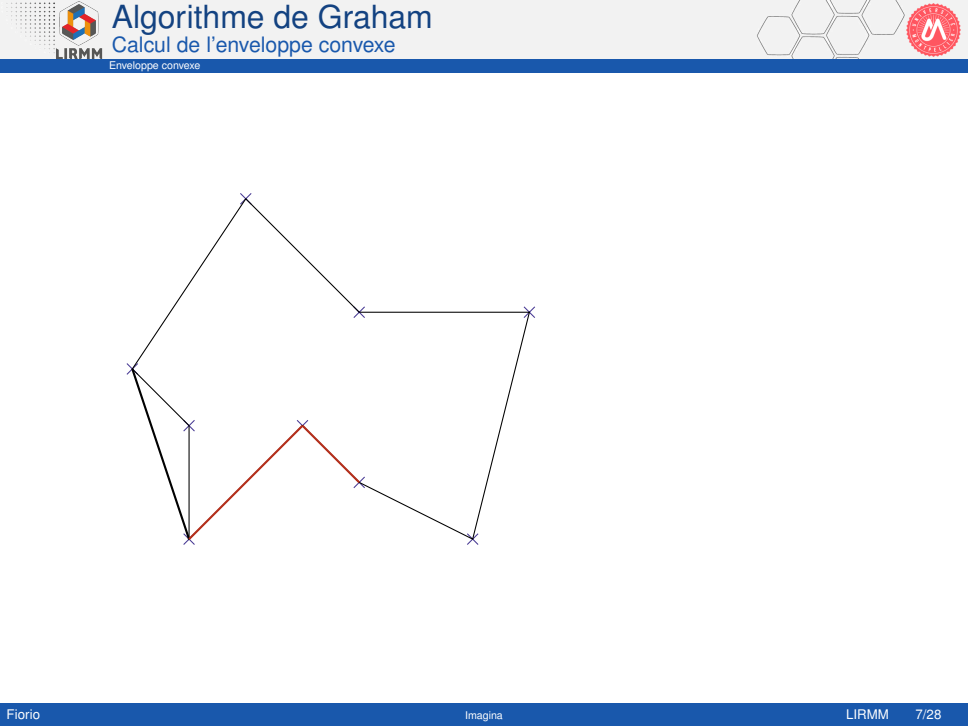 Algorithme de Graham
Calcul de l'enveloppe convexe
LIRMM
Enveloppe convexe
Fiorio
Imagina
LIRMM 7/28